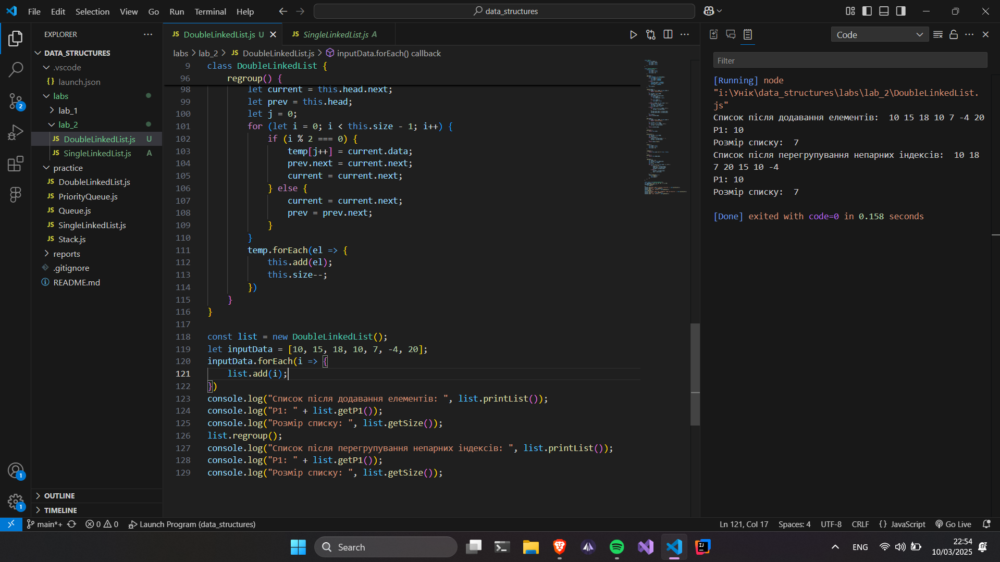 File Edit Selection View Go Run Terminal Help
data_structures
EXPLORER
DATA_STRUCTURES
.vscode
{} launch.json
labs
lab_1
lab_2
JS DoubleLinkedList.js U
JS SingleLinkedList.js A
practice
JS DoubleLinkedList.js
JS PriorityQueue.js
JS Queue.js
JS SingleLinkedList.js
JS Stack.js
reports
.gitignore
README.md
OUTLINE
TIMELINE
2
1
1
JS DoubleLinkedList.js U
JS SingleLinkedList.js A
labs > lab_2 > JS DoubleLinkedList.js > inputData.forEach() callback
9 class DoubleLinkedList {
96 regroup() {
98 let current = this.head.next;
99 let prev = this.head;
100 let j = 0;
101 for (let i = 0; i < this.size - 1; i++) {
102 if (i % 2 === 0) {
103 temp[j++] = current.data;
104 prev.next = current.next;
105 current = current.next;
106 } else {
107 current = current.next;
108 prev = prev.next;
109 }
110 }
111 temp.forEach(el => {
112 this.add(el);
113 this.size--;
114 })
115 }
116 }
117
118 const list = new DoubleLinkedList();
119 let inputData = [10, 15, 18, 10, 7, -4, 20];
120 inputData.forEach(i => {
121 list.add(i);
122 })
123 console.log("Список після додавання елементів: ", list.printList());
124 console.log("P1: " + list.getP1());
125 console.log("Розмір списку: ", list.getSize());
126 list.regroup();
127 console.log("Список після перегрупування непарних індексів: ", list.printList());
128 console.log("P1: " + list.getP1());
129 console.log("Розмір списку: ", list.getSize());
Code
Filter
[Running] node
"i:\Унік\data_structures\labs\lab_2\DoubleLinkedList.
js"
Список після додавання елементів:  10 15 18 10 7 -4 20
P1: 10
Розмір списку:  7
Список після перегрупування непарних індексів:  10 18
7 20 15 10 -4
P1: 10
Розмір списку:  7
[Done] exited with code=0 in 0.158 seconds
main*+ 0 0 Launch Program (data_structures)
Ln 121, Col 17 Spaces: 4 UTF-8 CRLF {} JavaScript Go Live
Search
ENG
22:54
10/03/2025